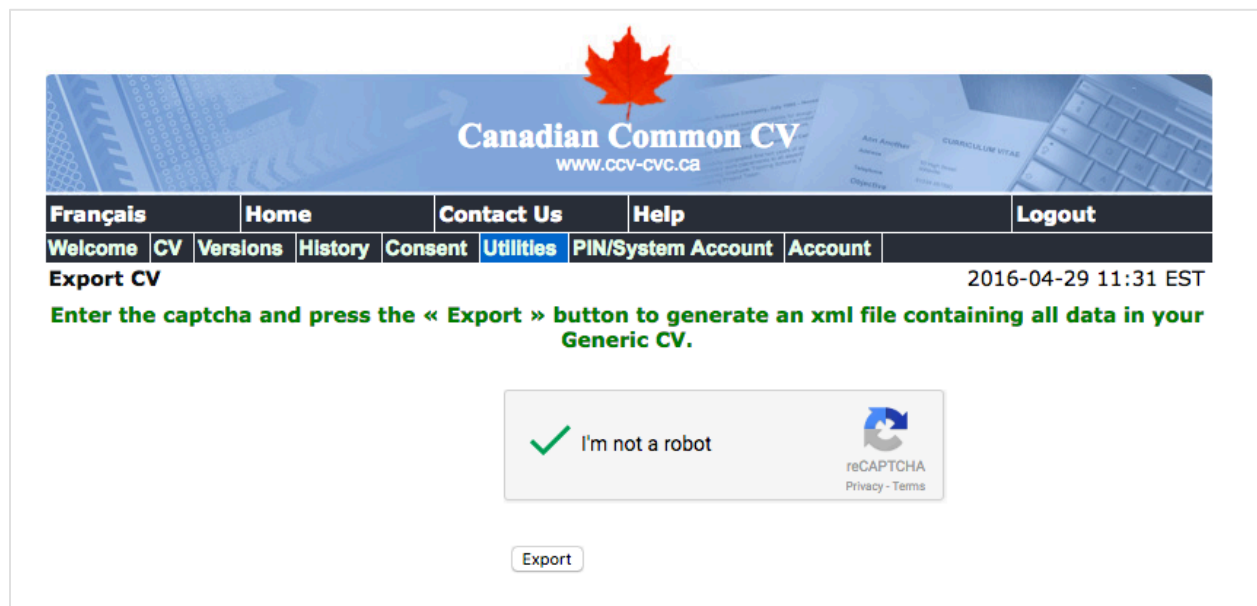 Canadian Common CV
www.ccv-cvc.ca
CURRICULUM VITAE
Français Home Contact Us Help Logout
Welcome CV Versions History Consent Utilities PIN/System Account Account
Export CV 2016-04-29 11:31 EST
Enter the captcha and press the « Export » button to generate an xml file containing all data in your
Generic CV.
I'm not a robot
reCAPTCHA
Privacy - Terms
Export